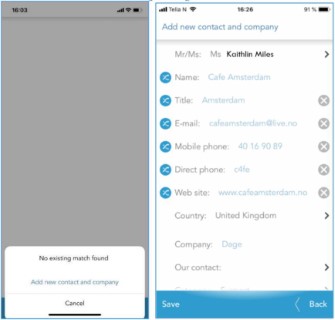 16:03
No existing match found
Add new contact and company
Cancel
Telia N 16:26 91 %
Add new contact and company
Mr/Ms: Ms Kaithlin Miles
Name: Cafe Amsterdam
Title: Amsterdam
E-mail: cafeamsterdam@live.no
Mobile phone: 40 16 90 89
Direct phone: c4fe
Web site: www.cafeamsterdam.no
Country: United Kingdom
Company: Dage
Our contact:
Save
Back